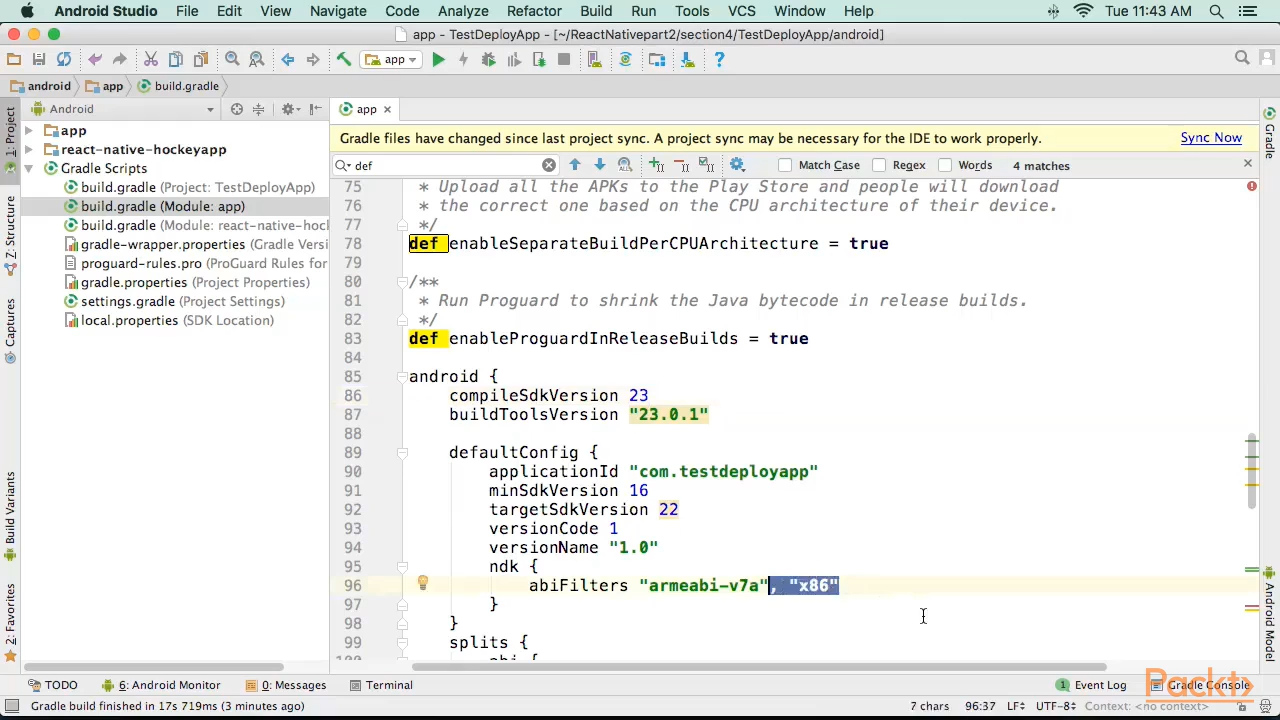 Android Studio File Edit View Navigate Code Analyze Refactor Build Run Tools VCS Window Help Tue 11:43 AM
app - TestDeployApp - [~/ReactNativepart2/section4/TestDeployApp/android]
app
android app build.gradle
Android
app
Gradle files have changed since last project sync. A project sync may be necessary for the IDE to work properly. Sync Now
def Match Case Regex Words 4 matches
1: Project
Z: Structure
Captures
Build Variants
2: Favorites
app
react-native-hockeyapp
Gradle Scripts
build.gradle (Project: TestDeployApp)
build.gradle (Module: app)
build.gradle (Module: react-native-hock
gradle-wrapper.properties (Gradle Versi
proguard-rules.pro (ProGuard Rules for
gradle.properties (Project Properties)
settings.gradle (Project Settings)
local.properties (SDK Location)
75 * Upload all the APKs to the Play Store and people will download
76 * the correct one based on the CPU architecture of their device.
77 */
78 def enableSeparateBuildPerCPUArchitecture = true
79
80 /**
81 * Run Proguard to shrink the Java bytecode in release builds.
82 */
83 def enableProguardInReleaseBuilds = true
84
85 android {
86 compileSdkVersion 23
87 buildToolsVersion "23.0.1"
88
89 defaultConfig {
90 applicationId "com.testdeployapp"
91 minSdkVersion 16
92 targetSdkVersion 22
93 versionCode 1
94 versionName "1.0"
95 ndk {
96 abiFilters "armeabi-v7a", "x86"
97 }
98 }
99 splits {
100 abi {
Gradle
Android Model
TODO 6: Android Monitor 0: Messages Terminal 1 Event Log Gradle Console
Packt>
Gradle build finished in 17s 719ms (3 minutes ago) 7 chars 96:37 LF÷ UTF-8÷ Context: <no context>